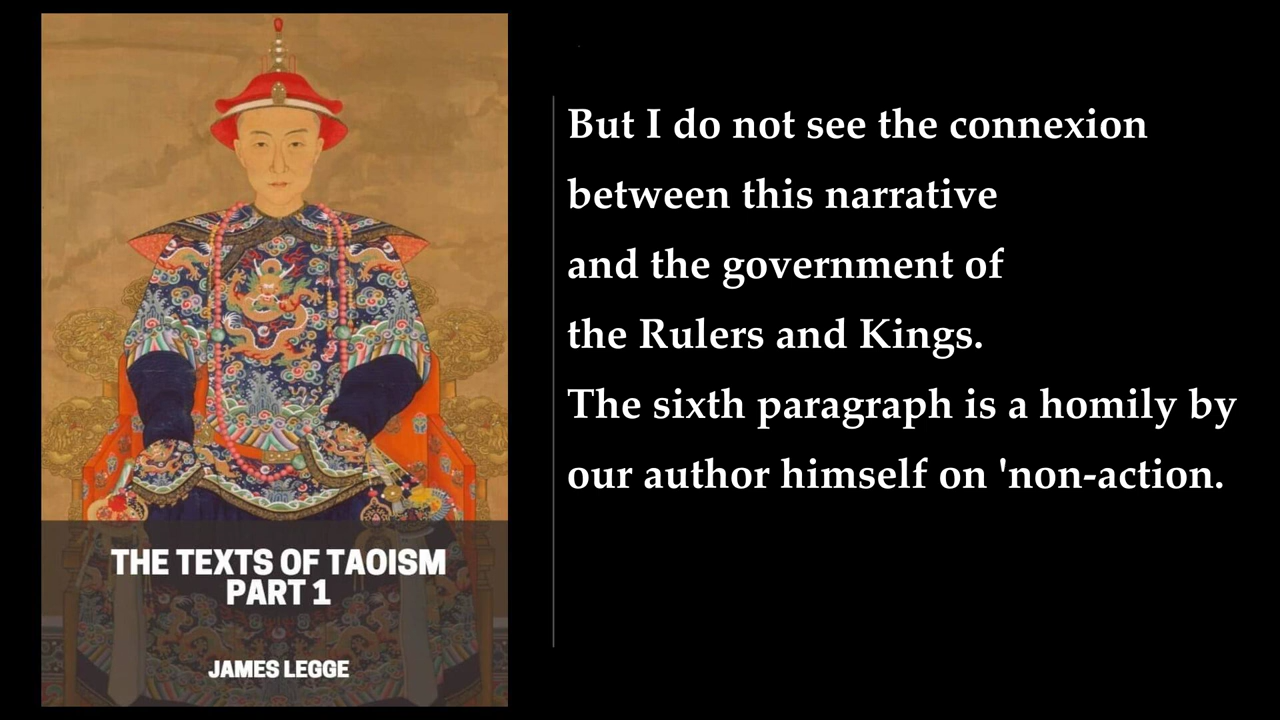 THE TEXTS OF TAOISM
PART 1
JAMES LEGGE
But I do not see the connexion
between this narrative
and the government of
the Rulers and Kings.
The sixth paragraph is a homily by
our author himself on 'non-action.